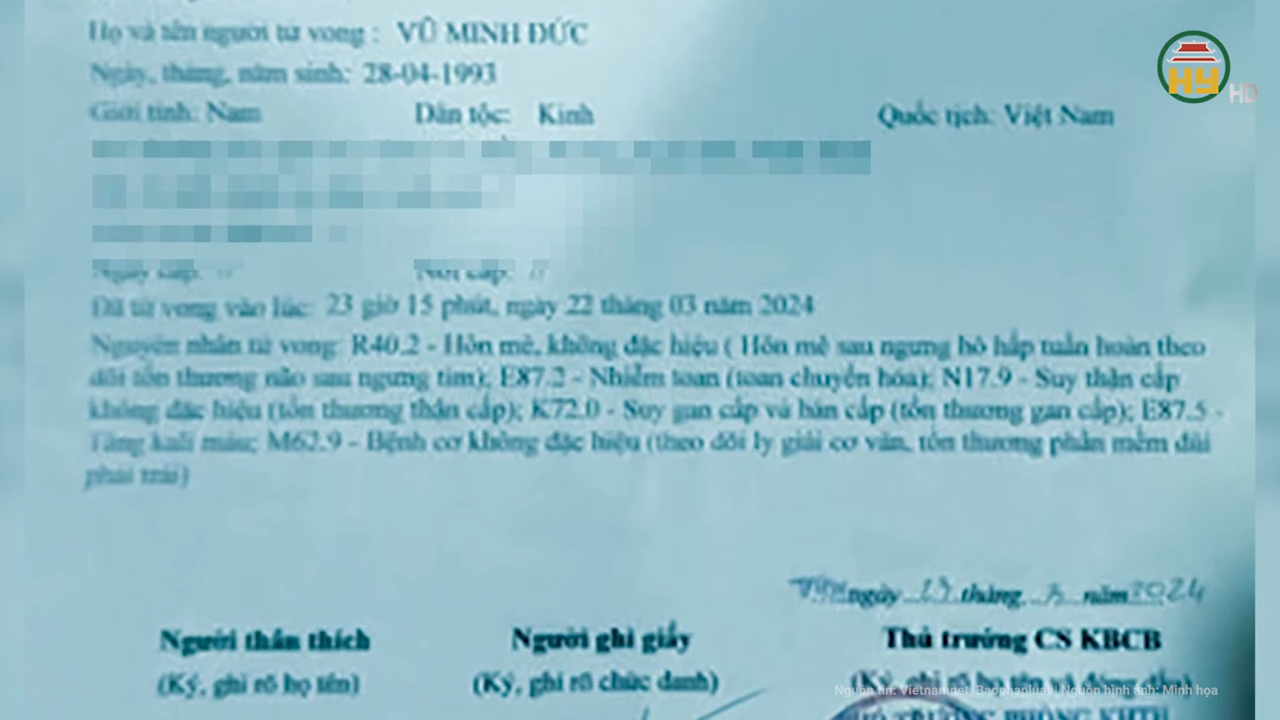 Họ và tên người tử vong : VŨ MINH ĐỨC
HY HD
Ngày, tháng, năm sinh: 28-04-1993
Giới tính: Nam Dân tộc: Kinh Quốc tịch: Việt Nam
Ngày cấp: // Nơi cấp: //
Đã tử vong vào lúc: 23 giờ 15 phút, ngày 22 tháng 03 năm 2024
Nguyên nhân tử vong: R40.2 - Hôn mê, không đặc hiệu ( Hôn mê sau ngưng hô hấp tuần hoàn theo
dõi tổn thương não sau ngưng tim); E87.2 - Nhiễm toan (toan chuyển hóa); N17.9 - Suy thận cấp
không đặc hiệu (tổn thương thận cấp); K72.0 - Suy gan cấp và bán cấp (tổn thương gan cấp); E87.5 -
Tăng kali máu; M62.9 - Bệnh cơ không đặc hiệu (theo dõi ly giải cơ vân, tổn thương phần mềm đùi
phải trái)
ngày tháng năm 2024
Người thân thích Người ghi giấy Thủ trưởng CS KBCB
(Ký, ghi rõ họ tên) (Ký, ghi rõ chức danh) (Ký, ghi rõ họ tên và đóng dấu)
Nguồn tin: Vietnamnet, Baophapluat | Nguồn hình ảnh: Minh họa